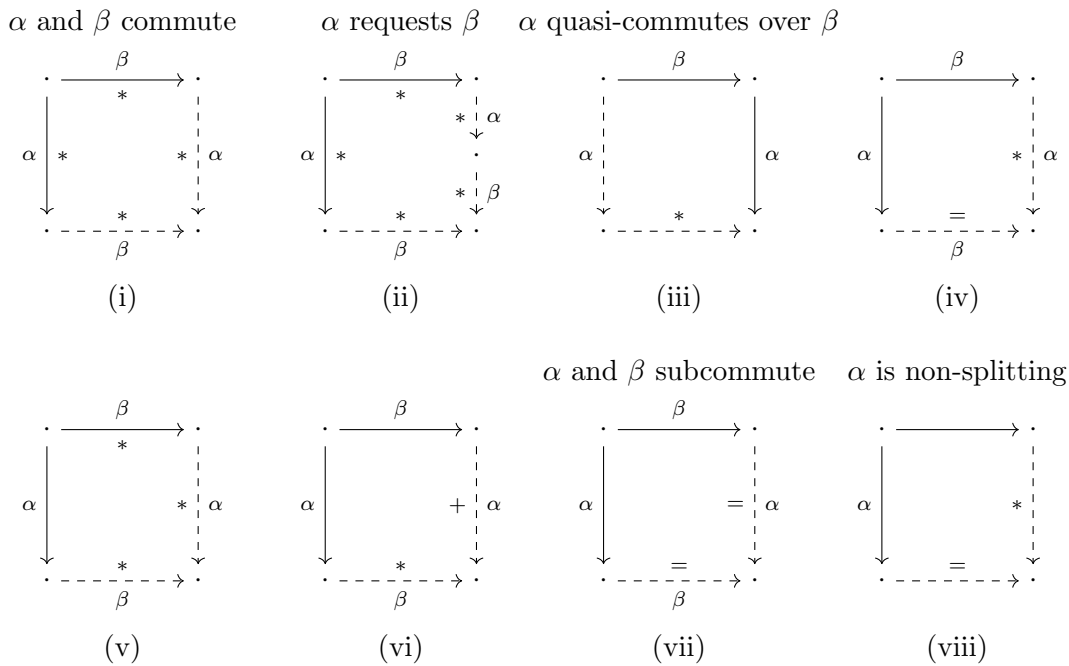 α and β commute
α requests β
α quasi-commutes over β
β
*
α
*
*
α
*
β
(i)
β
*
α
*
*
α
*
β
*
β
(ii)
β
α
α
*
(iii)
β
α
*
α
=
β
(iv)
α and β subcommute
α is non-splitting
β
*
α
*
α
*
β
(v)
β
α
+
α
*
β
(vi)
β
α
=
α
=
β
(vii)
α
*
=
(viii)